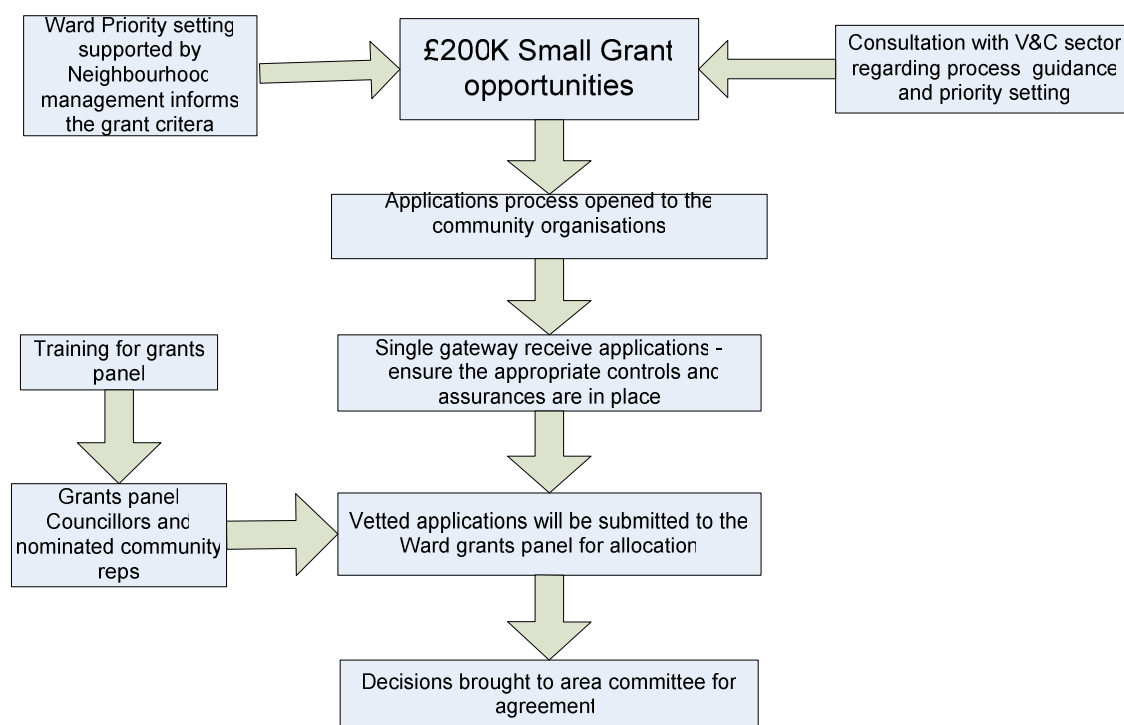 Ward Priority setting
supported by
Neighbourhood
management informs
the grant critera
£200K Small Grant
opportunities
Consultation with V&C sector
regarding process guidance
and priority setting
Applications process opened to the
community organisations
Training for grants
panel
Single gateway receive applications -
ensure the appropriate controls and
assurances are in place
Grants panel
Councillors and
nominated community
reps
Vetted applications will be submitted to the
Ward grants panel for allocation
Decisions brought to area committee for
agreement